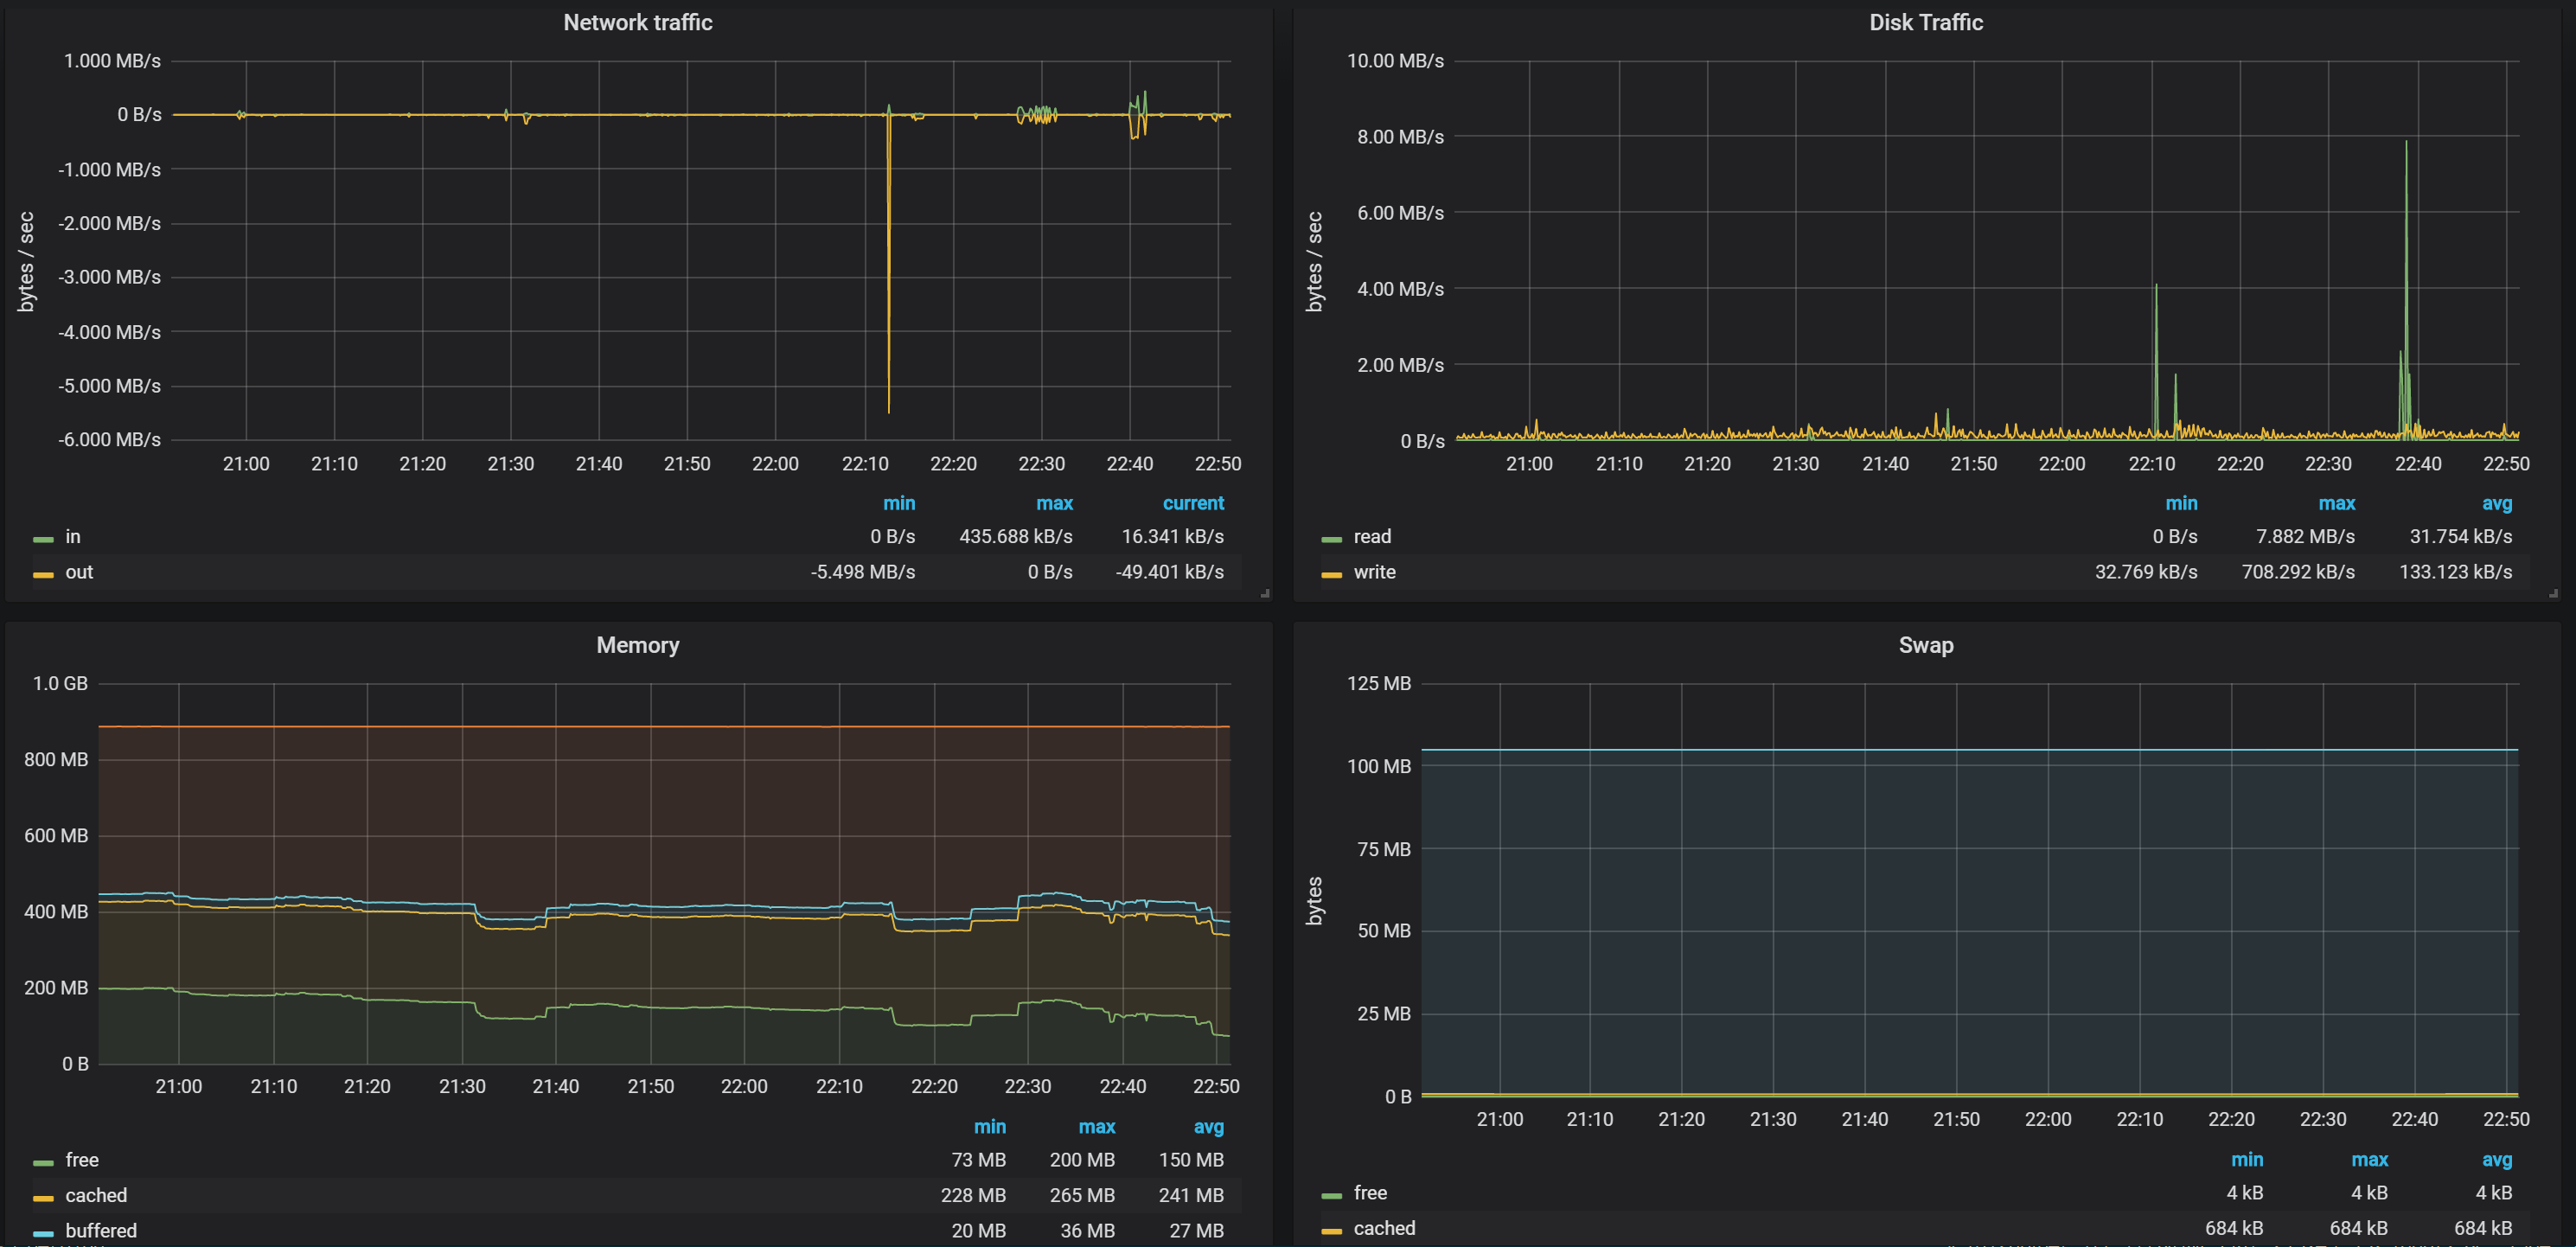 Network traffic
1.000 MB/s
0 B/s
-1.000 MB/s
-2.000 MB/s
-3.000 MB/s
-4.000 MB/s
-5.000 MB/s
-6.000 MB/s
bytes / sec
21:00 21:10 21:20 21:30 21:40 21:50 22:00 22:10 22:20 22:30 22:40 22:50
min max current
in 0 B/s 435.688 kB/s 16.341 kB/s
out -5.498 MB/s 0 B/s -49.401 kB/s
Disk Traffic
10.00 MB/s
8.00 MB/s
6.00 MB/s
4.00 MB/s
2.00 MB/s
0 B/s
bytes / sec
21:00 21:10 21:20 21:30 21:40 21:50 22:00 22:10 22:20 22:30 22:40 22:50
min max avg
read 0 B/s 7.882 MB/s 31.754 kB/s
write 32.769 kB/s 708.292 kB/s 133.123 kB/s
Memory
1.0 GB
800 MB
600 MB
400 MB
200 MB
0 B
21:00 21:10 21:20 21:30 21:40 21:50 22:00 22:10 22:20 22:30 22:40 22:50
min max avg
free 73 MB 200 MB 150 MB
cached 228 MB 265 MB 241 MB
buffered 20 MB 36 MB 27 MB
Swap
125 MB
100 MB
75 MB
50 MB
25 MB
0 B
bytes
21:00 21:10 21:20 21:30 21:40 21:50 22:00 22:10 22:20 22:30 22:40 22:50
min max avg
free 4 kB 4 kB 4 kB
cached 684 kB 684 kB 684 kB